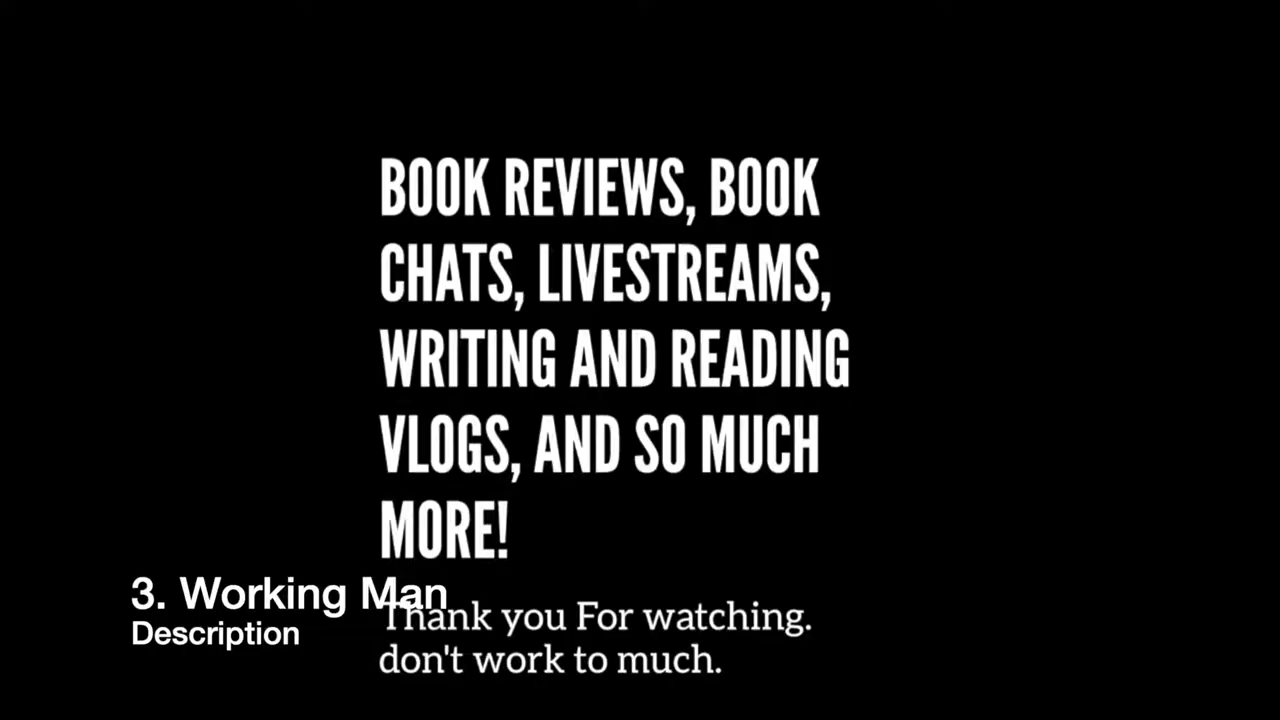 BOOK REVIEWS, BOOK
CHATS, LIVESTREAMS,
WRITING AND READING
VLOGS, AND SO MUCH
MORE!
3. Working Man
Description
Thank you For watching.
don't work to much.